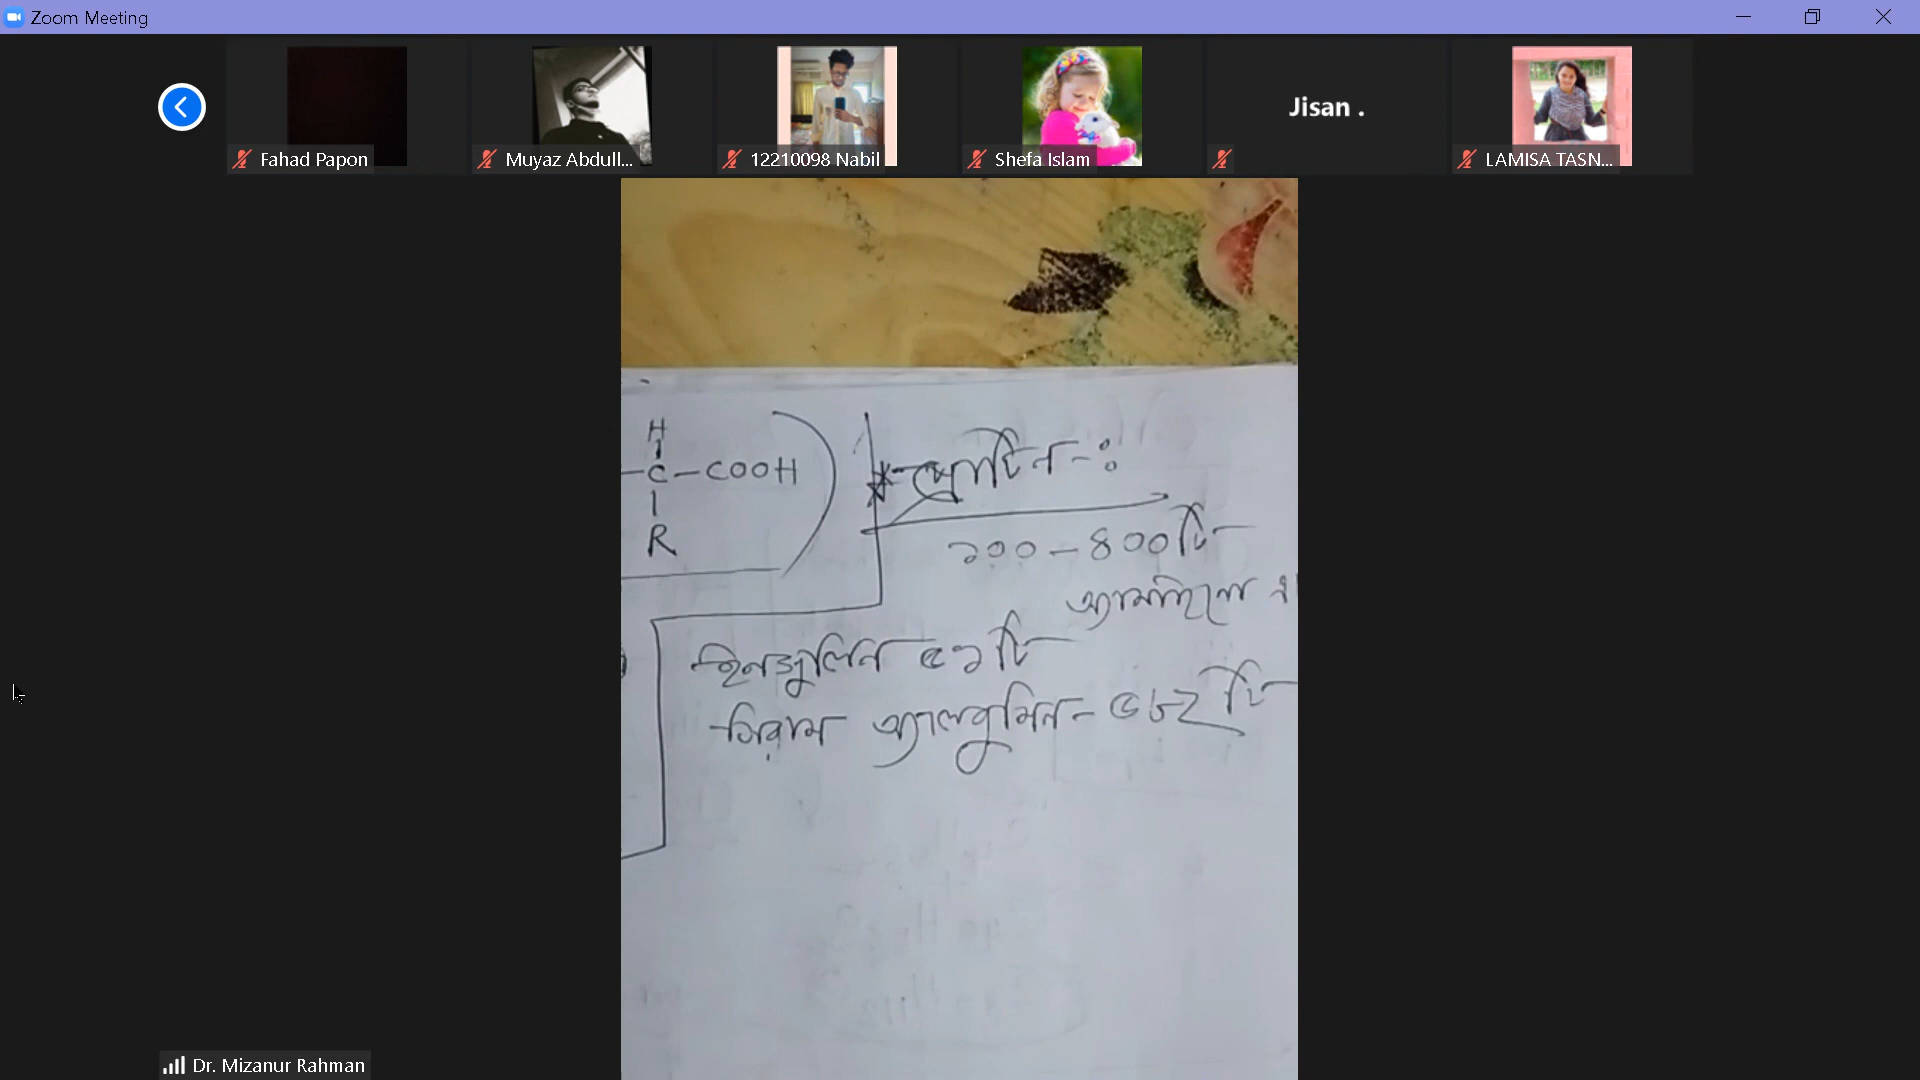 Zoom Meeting
Jisan .
Fahad Papon
Muyaz Abdull...
12210098 Nabil
Shefa Islam
LAMISA TASN...
H
-C-COOH
R
* প্রোটিন-ঃ
২০০-৪০০টি
অ্যামাইনো
ইনসুলিন ৫১টি
সিরাম অ্যালবুমিন- ৫৮২টি
Dr. Mizanur Rahman